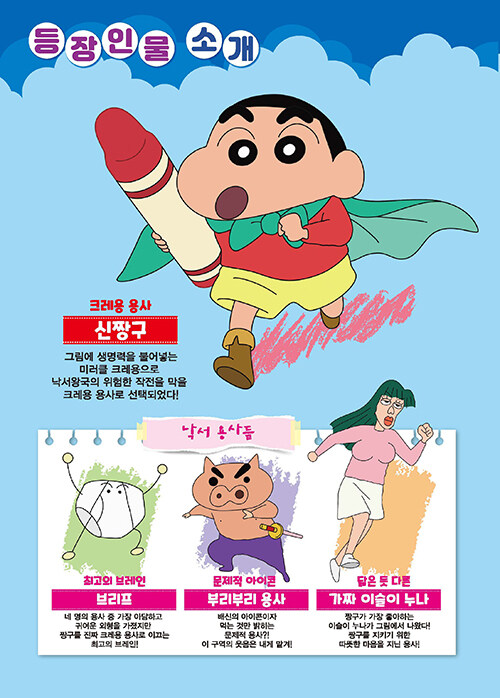 등장인물 소개
크레용 용사
신짱구
그림에 생명력을 불어넣는
미러클 크레용으로
낙서왕국의 위험한 작전을 막을
크레용 용사로 선택되었다!
낙서 용사들
최고의 브레인
브리프
네 명의 용사 중 가장 아담하고
귀여운 외형을 가졌지만
짱구를 진짜 크레용 용사로 이끄는
최고의 브레인!
문제적 아이콘
부리부리 용사
배신의 아이콘이자
먹는 것만 밝히는
문제적 용사?!
이 구역의 웃음은 내게 맡겨!
닮은 듯 다른
가짜 이슬이 누나
짱구가 가장 좋아하는
이슬이 누나가 그림에서 나왔다!
짱구를 지키기 위한
따뜻한 마음을 지닌 용사!